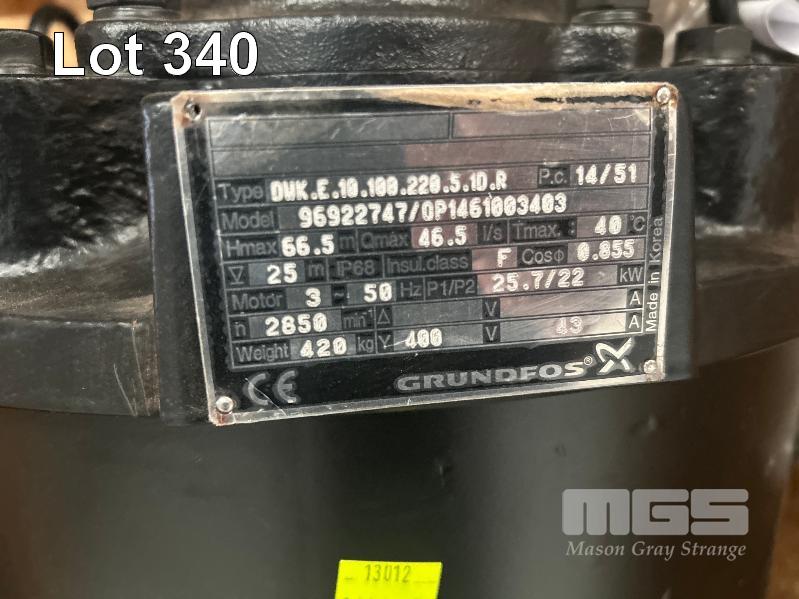 Lot 340
Type DWK.E.10.100.220.5.1D.R P.c. 14/51
Model 96922747/OP1461003403
Hmax 66.5 m Qmax 46.5 l/s Tmax. 40 °C
▽ 25 m IP68 Insul.class F CosΦ 0.855
Motor 3 ~ 50 Hz P1/P2 25.7/22 kW
n 2850 min⁻¹ △ V A
Weight 420 kg Y 400 V 43 A
Made in Korea
CE GRUNDFOS®
MGS
Mason Gray Strange
13012